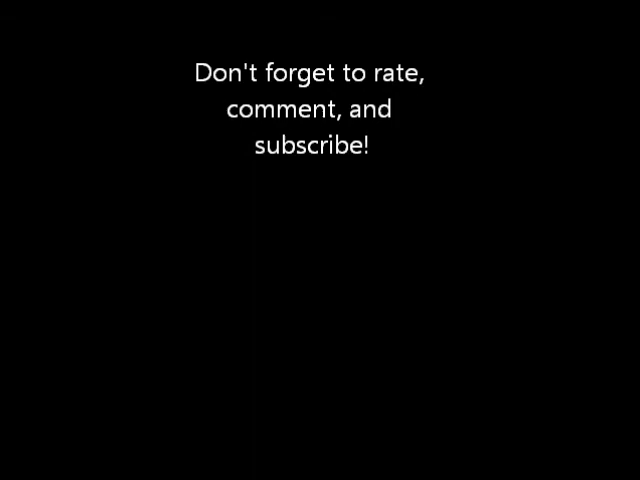 Don't forget to rate,
comment, and
subscribe!